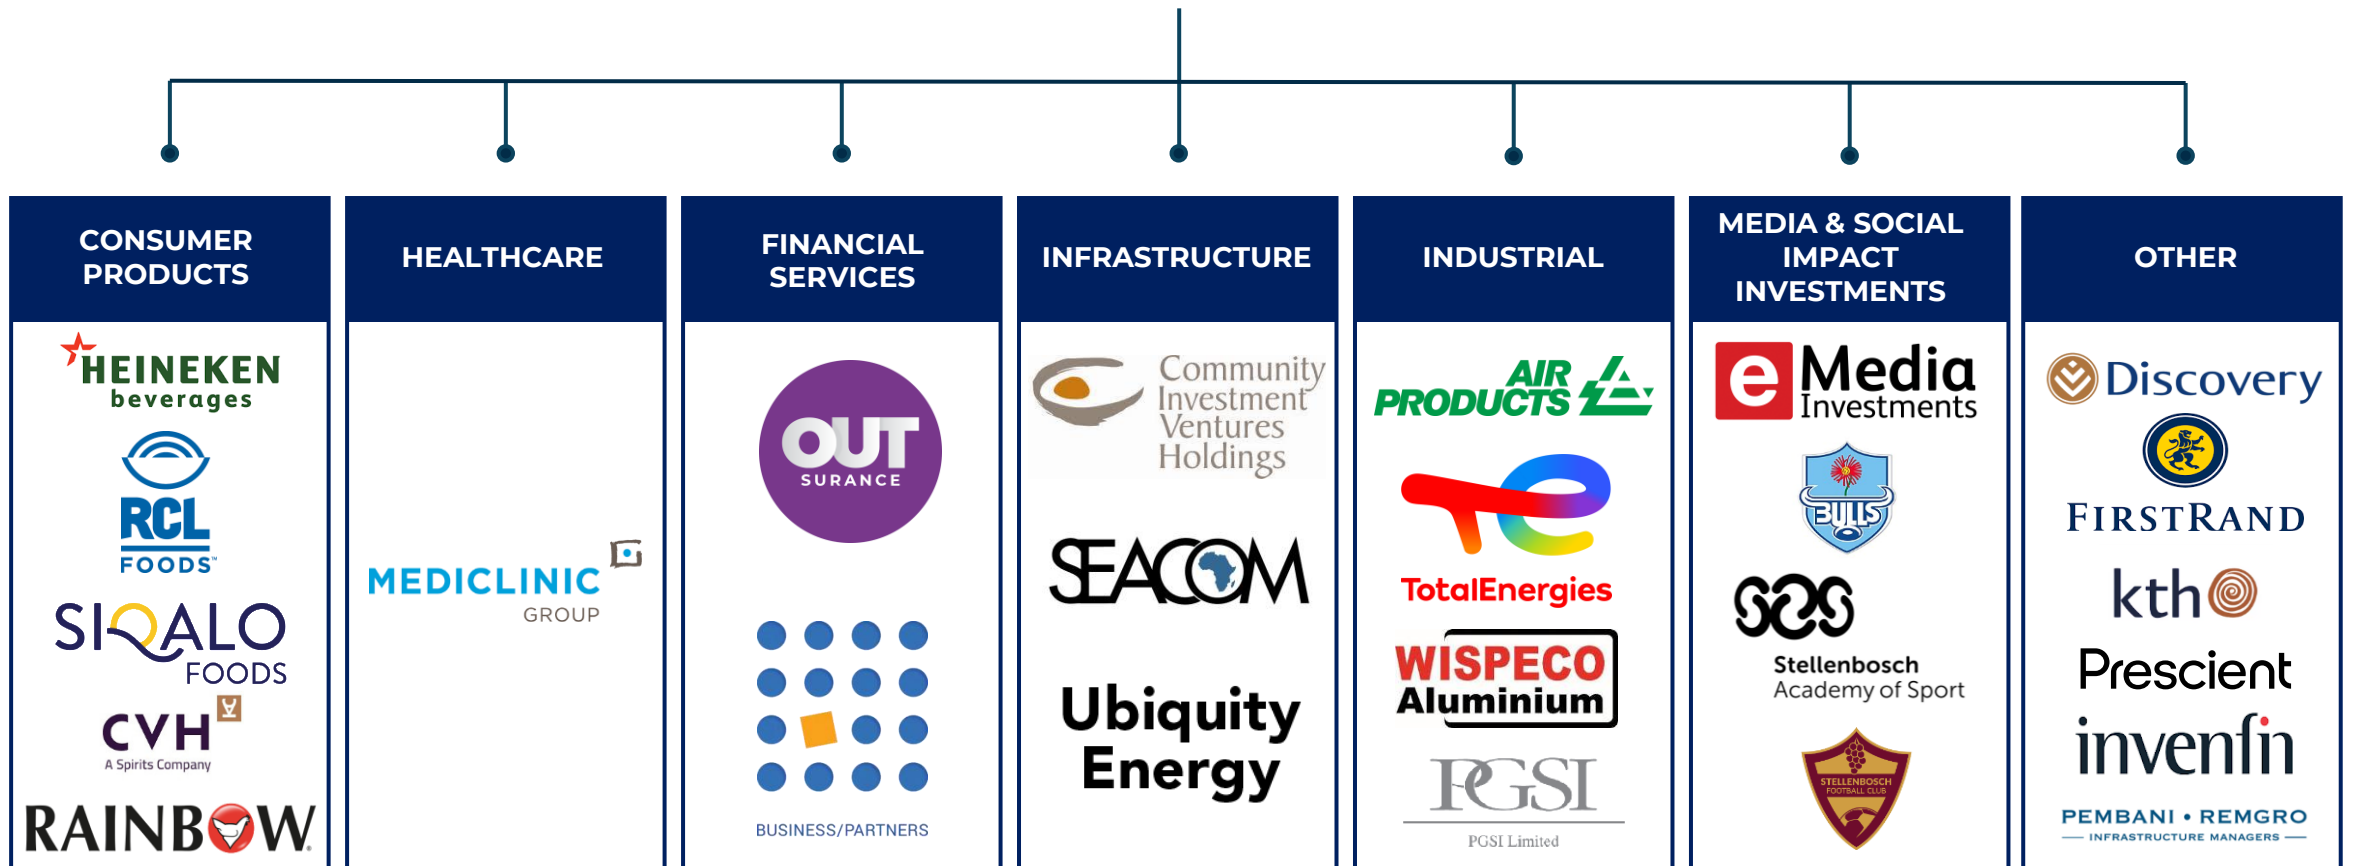 CONSUMER
PRODUCTS
HEINEKEN
beverages
RCL
FOODS™
SIQALO
FOODS
CVH
A Spirits Company
RAINBOW
HEALTHCARE
MEDICLINIC
GROUP
FINANCIAL
SERVICES
OUT
SURANCE
BUSINESS/PARTNERS
INFRASTRUCTURE
Community
Investment
Ventures
Holdings
SEACOM
Ubiquity
Energy
INDUSTRIAL
AIR
PRODUCTS
TotalEnergies
WISPECO
Aluminium
PGSI
PGSI Limited
MEDIA & SOCIAL
IMPACT
INVESTMENTS
e Media
Investments
BULLS
sas
Stellenbosch
Academy of Sport
STELLENBOSCH
FOOTBALL CLUB
OTHER
Discovery
FIRSTRAND
kth
Prescient
invenfin
PEMBANI • REMGRO
INFRASTRUCTURE MANAGERS